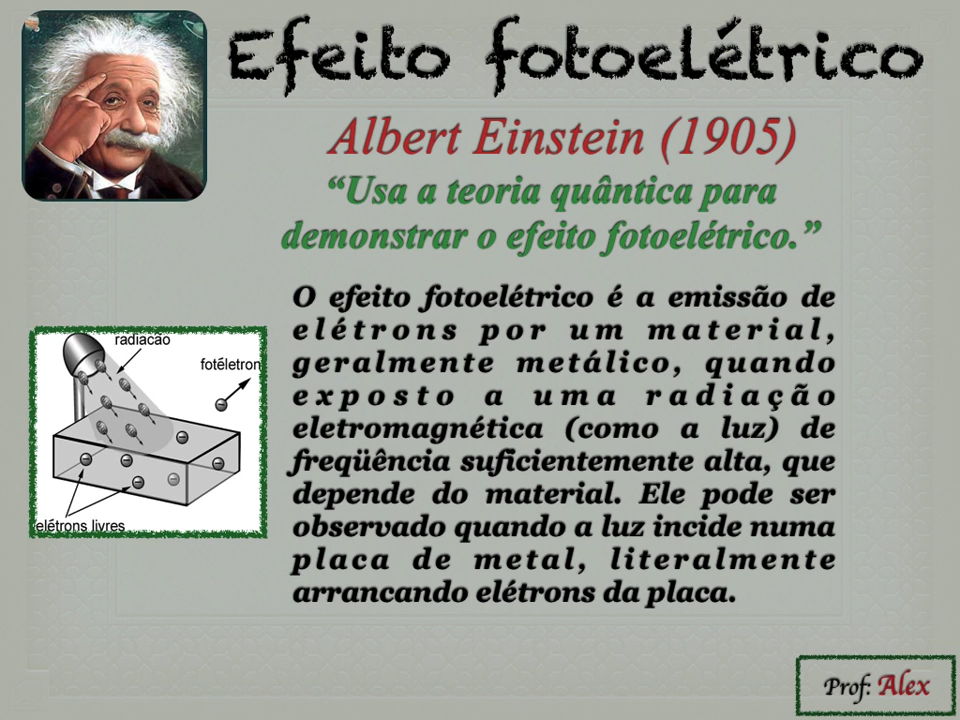 Efeito fotoelétrico
Albert Einstein (1905)
“Usa a teoria quântica para
demonstrar o efeito fotoelétrico.”
O efeito fotoelétrico é a emissão de
elétrons por um material,
geralmente metálico, quando
exposto a uma radiação
eletromagnética (como a luz) de
freqüência suficientemente alta, que
depende do material. Ele pode ser
observado quando a luz incide numa
placa de metal, literalmente
arrancando elétrons da placa.
radiacão
fotéletron
elétrons livres
Prof: Alex